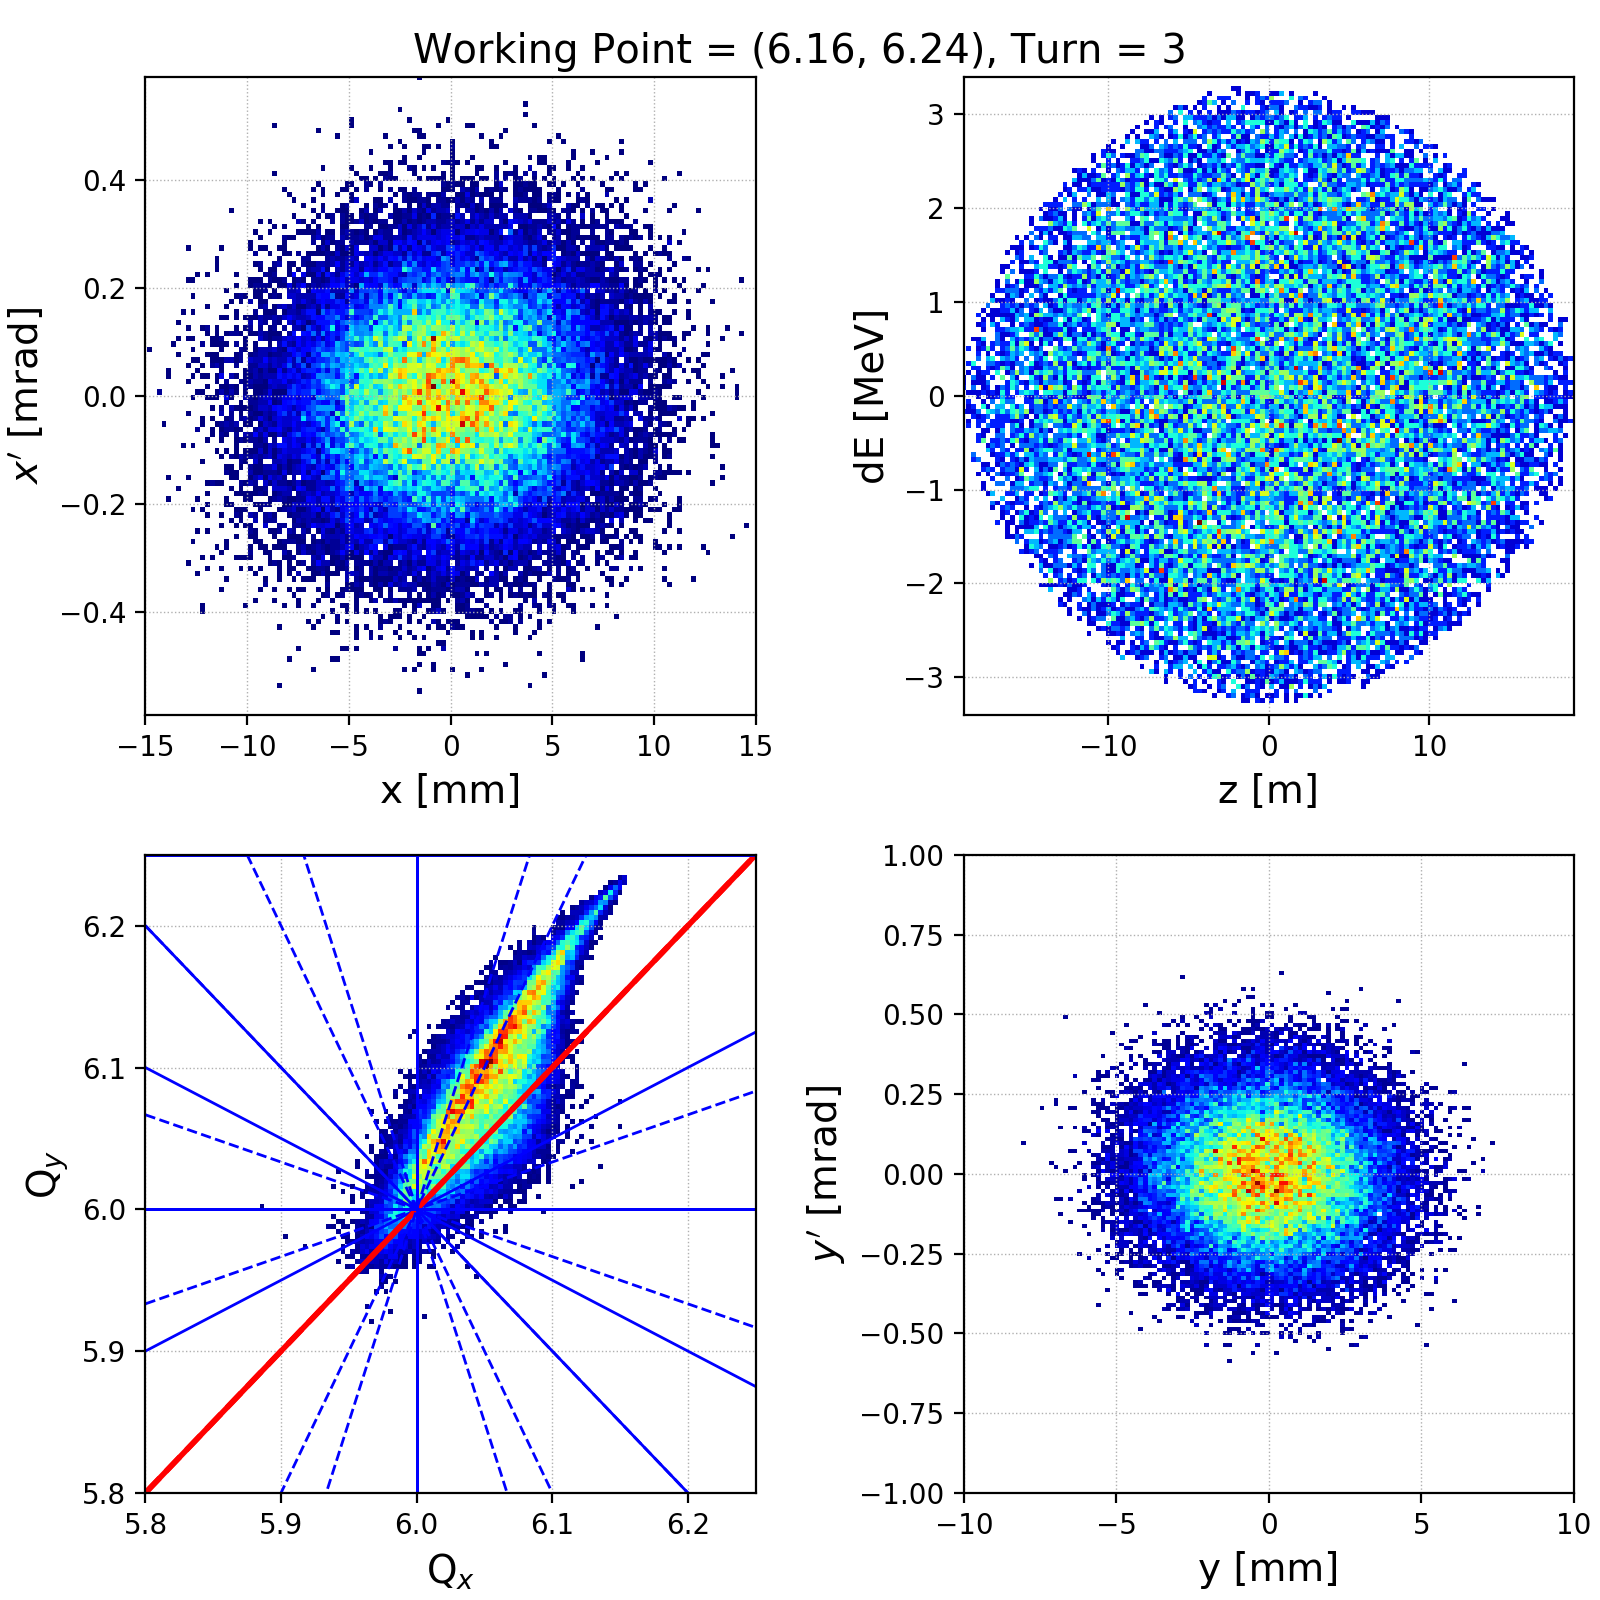 Working Point = (6.16, 6.24), Turn = 3
0.4
0.2
0.0
−0.2
−0.4
x′ [mrad]
−15 −10 −5 0 5 10 15
x [mm]
3
2
1
0
−1
−2
−3
dE [MeV]
−10 0 10
z [m]
6.2
6.1
6.0
5.9
5.8
Qy
5.8 5.9 6.0 6.1 6.2
Qx
1.00
0.75
0.50
0.25
0.00
−0.25
−0.50
−0.75
−1.00
y′ [mrad]
−10 −5 0 5 10
y [mm]